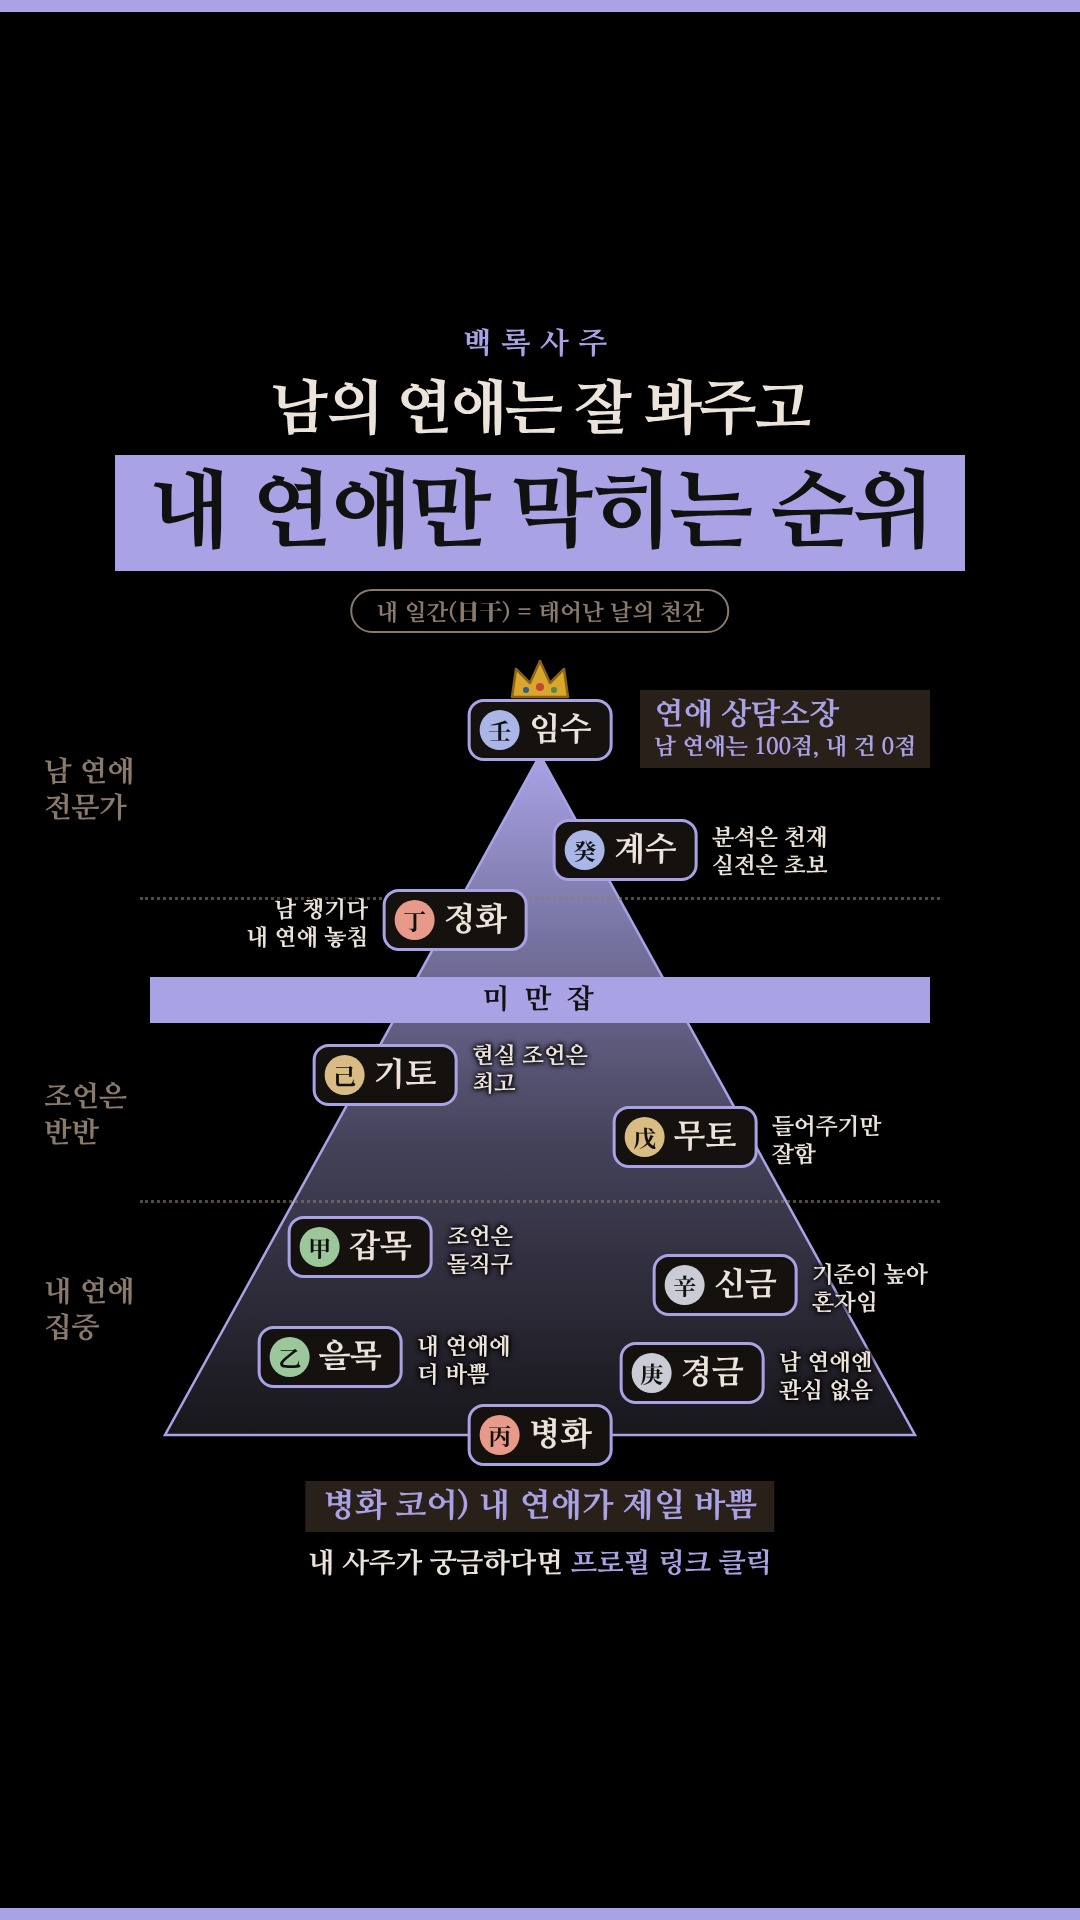 백록사주
남의 연애는 잘 봐주고
내 연애만 막히는 순위
내 일간(日干) = 태어난 날의 천간
壬 임수
연애 상담소장
남 연애는 100점, 내 건 0점
남 연애
전문가
癸 계수
분석은 천재
실전은 초보
남 챙기다
내 연애 놓침
丁 정화
미만잡
己 기토
현실 조언은
최고
조언은
반반
戊 무토
들어주기만
잘함
甲 갑목
조언은
돌직구
辛 신금
기준이 높아
혼자임
내 연애
집중
乙 을목
내 연애에
더 바쁨
庚 경금
남 연애엔
관심 없음
丙 병화
병화 코어) 내 연애가 제일 바쁨
내 사주가 궁금하다면 프로필 링크 클릭